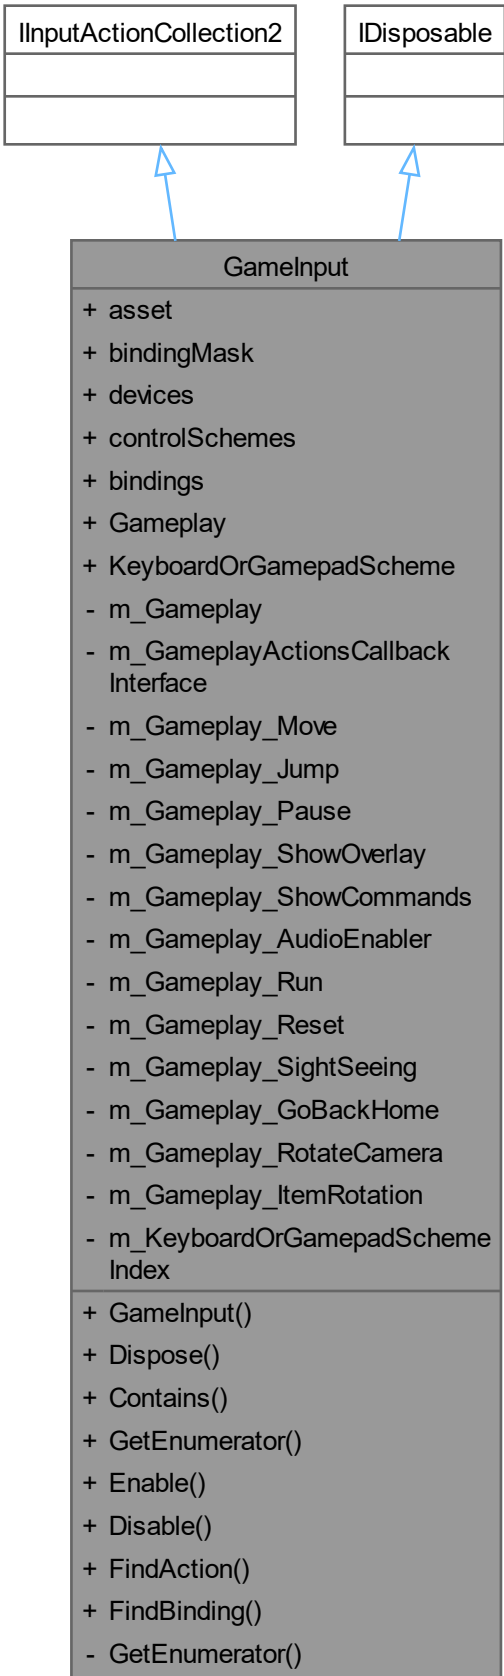 IInputActionCollection2
IDisposable
GameInput
+ asset
+ bindingMask
+ devices
+ controlSchemes
+ bindings
+ Gameplay
+ KeyboardOrGamepadScheme
- m_Gameplay
- m_GameplayActionsCallback
Interface
- m_Gameplay_Move
- m_Gameplay_Jump
- m_Gameplay_Pause
- m_Gameplay_ShowOverlay
- m_Gameplay_ShowCommands
- m_Gameplay_AudioEnabler
- m_Gameplay_Run
- m_Gameplay_Reset
- m_Gameplay_SightSeeing
- m_Gameplay_GoBackHome
- m_Gameplay_RotateCamera
- m_Gameplay_ItemRotation
- m_KeyboardOrGamepadScheme
Index
+ GameInput()
+ Dispose()
+ Contains()
+ GetEnumerator()
+ Enable()
+ Disable()
+ FindAction()
+ FindBinding()
- GetEnumerator()